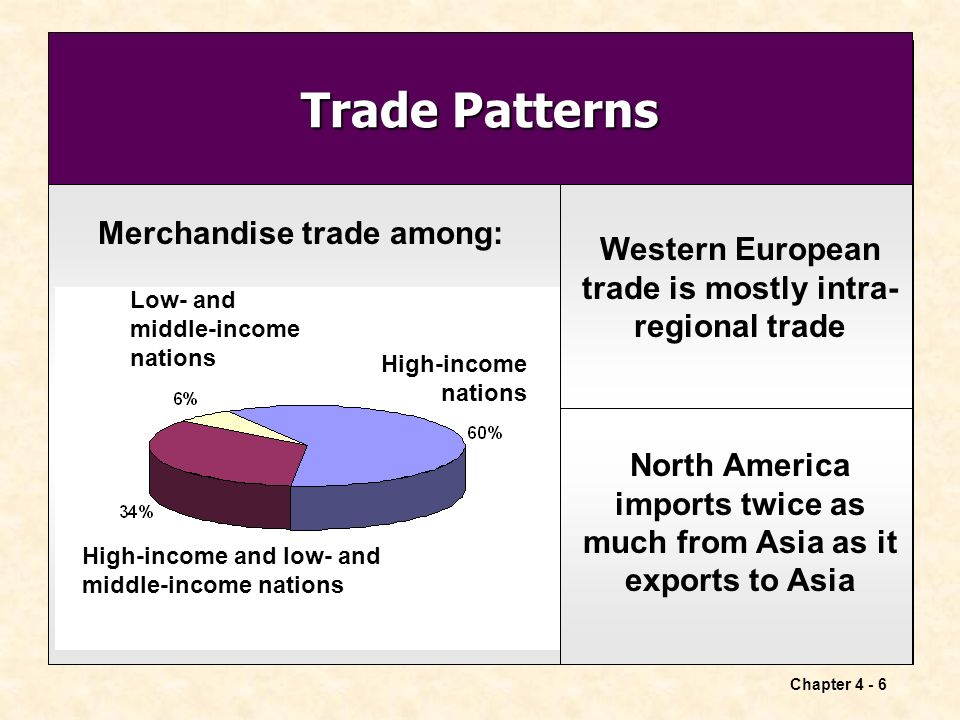 Trade Patterns
Merchandise trade among:
Low- and
middle-income
nations
High-income
nations
6%
60%
34%
High-income and low- and
middle-income nations
Western European
trade is mostly intra-
regional trade
North America
imports twice as
much from Asia as it
exports to Asia
Chapter 4 - 6